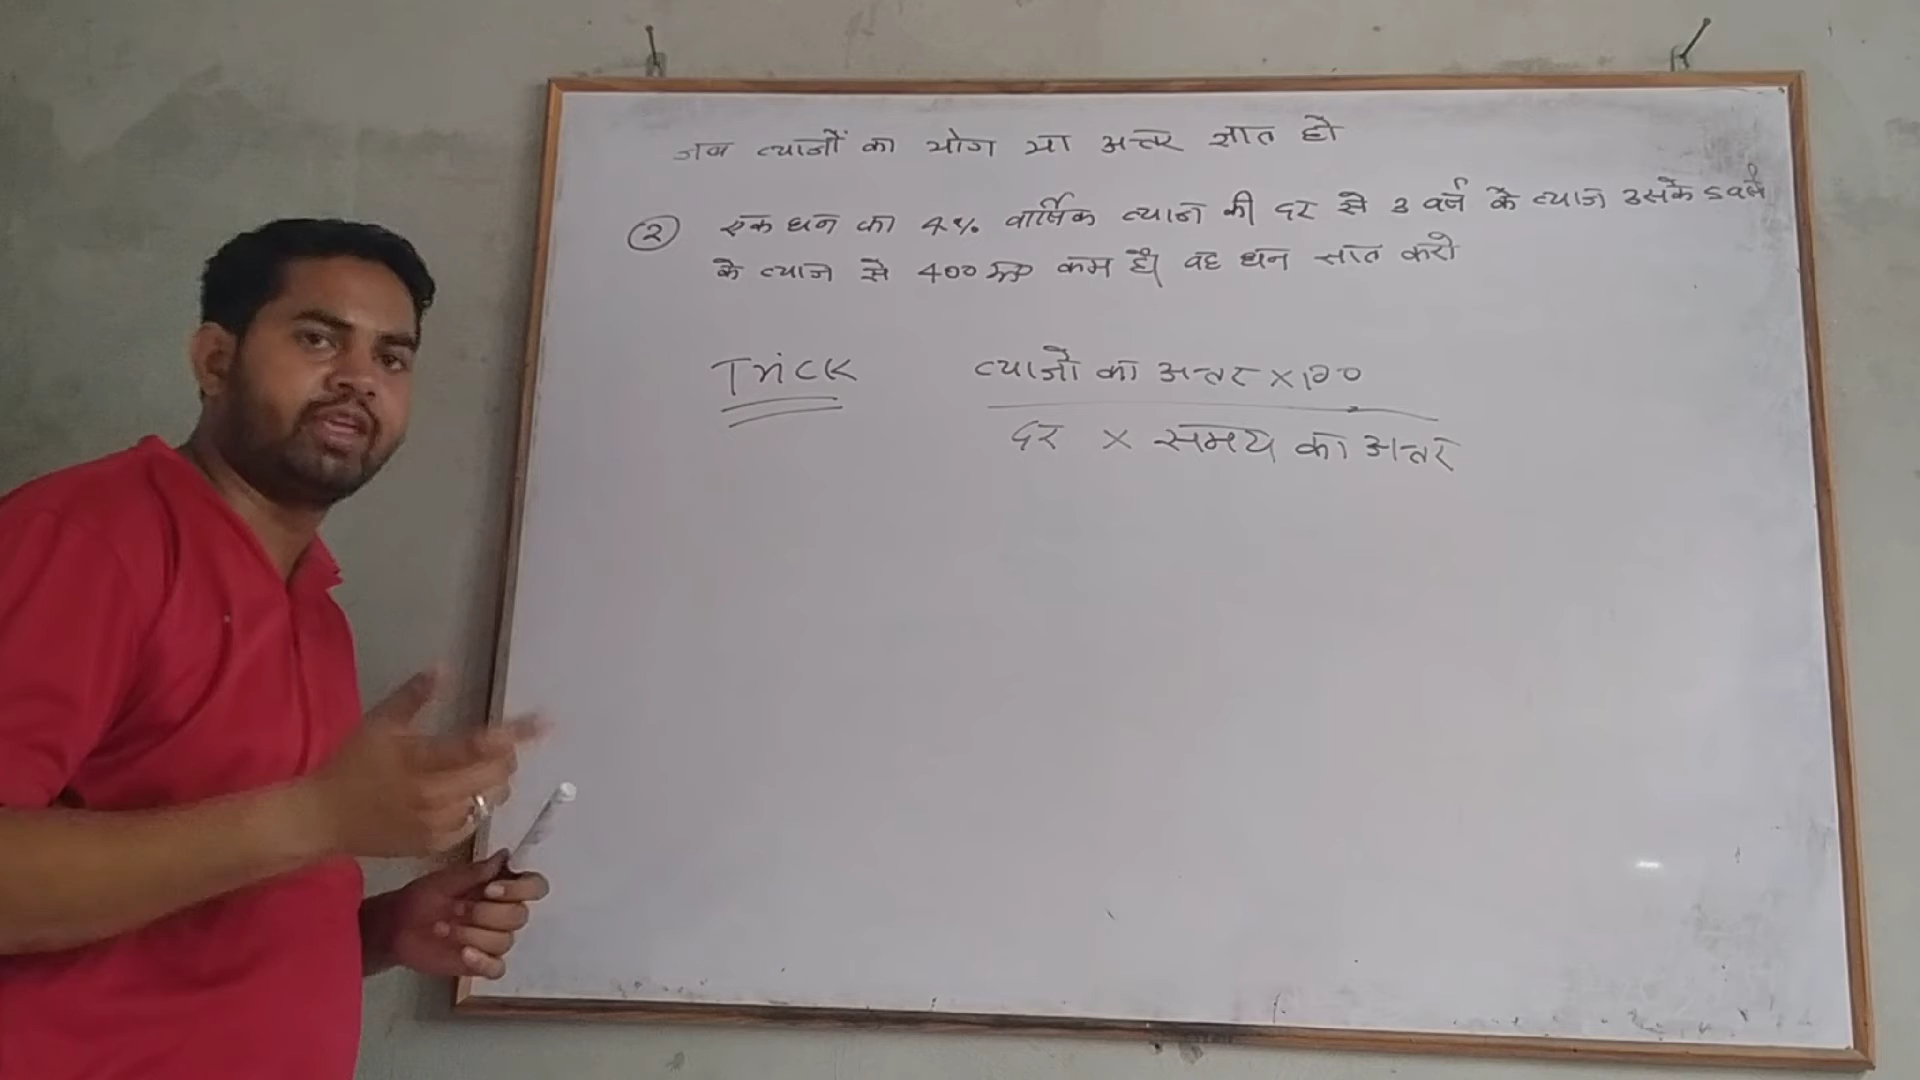 जब ब्याजों का योग या अन्तर ज्ञात हो
② एक धन का 4% वार्षिक ब्याज की दर से 3 वर्ष के ब्याज उसके 5 वर्ष
के ब्याज से 400 रू० कम है। वह धन ज्ञात करो
Trick
ब्याजो का अन्तर × 100
दर × समय का अन्तर